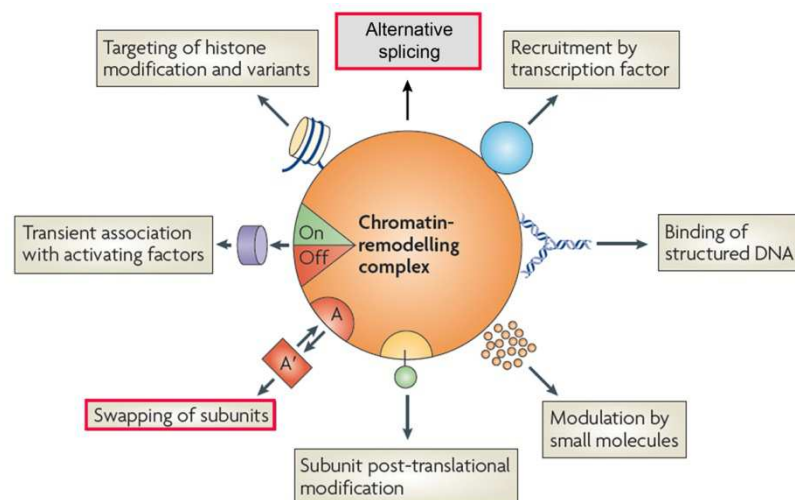 Alternative
splicing
Targeting of histone
modification and variants
Recruitment by
transcription factor
Transient association
with activating factors
On
Off
Chromatin-
remodelling
complex
Binding of
structured DNA
A
A′
Swapping of subunits
Modulation by
small molecules
Subunit post-translational
modification